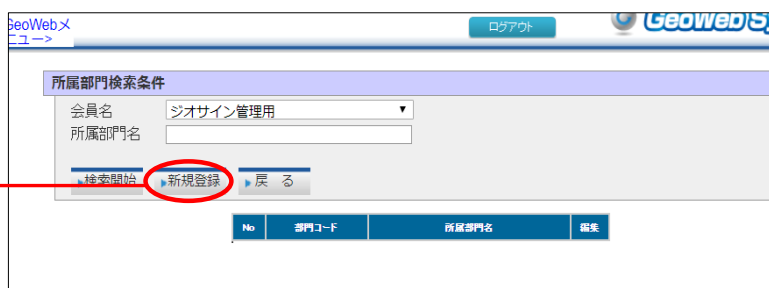 GeoWebメ
ニュー>
ログアウト
GeoWeb S
所属部門検索条件
会員名 ジオサイン管理用
所属部門名
検索開始 新規登録 戻 る
No 部門コード 所属部門名 編集